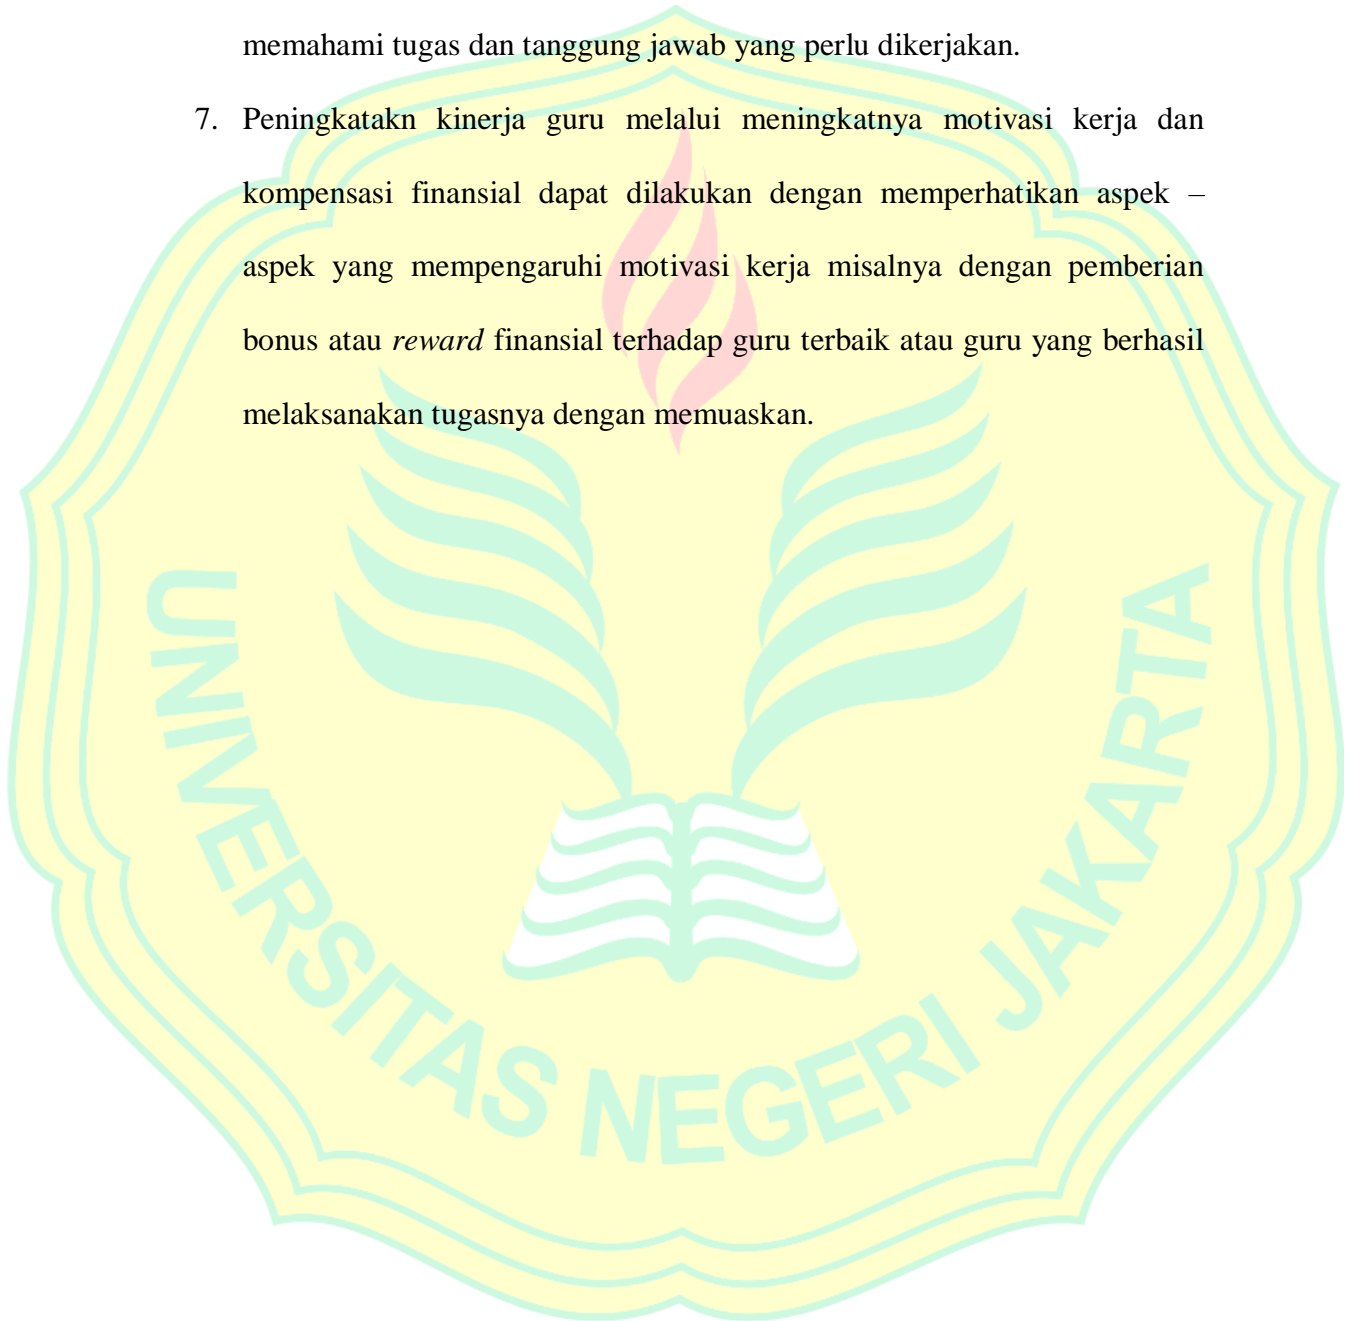 memahami tugas dan tanggung jawab yang perlu dikerjakan.
7. Peningkatakn kinerja guru melalui meningkatnya motivasi kerja dan
kompensasi finansial dapat dilakukan dengan memperhatikan aspek –
aspek yang mempengaruhi motivasi kerja misalnya dengan pemberian
bonus atau reward finansial terhadap guru terbaik atau guru yang berhasil
melaksanakan tugasnya dengan memuaskan.
UNIVERSITAS NEGERI JAKARTA